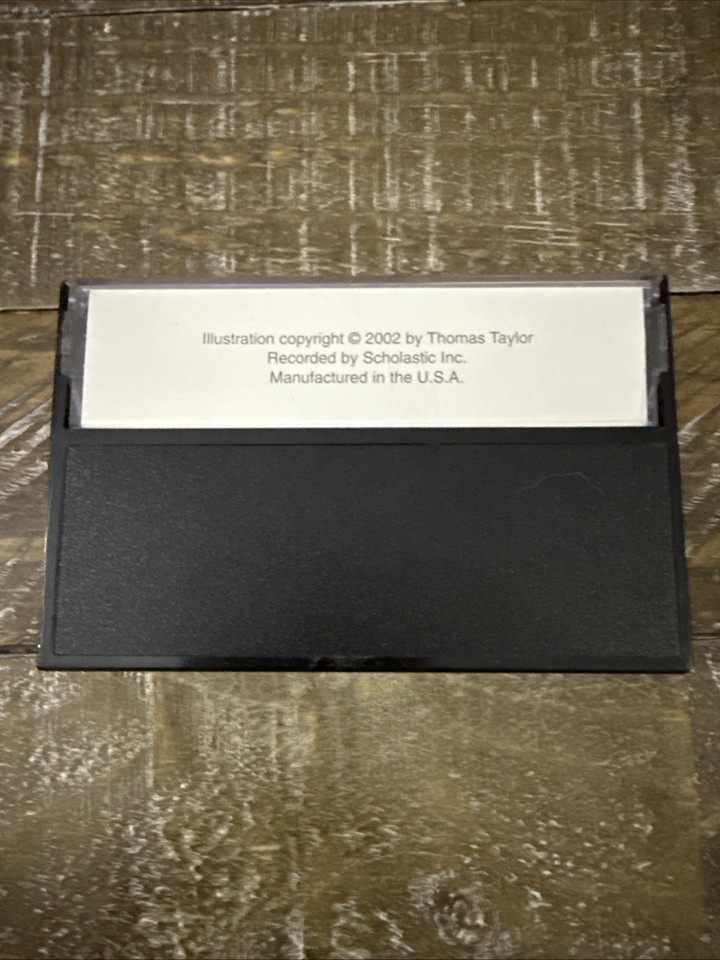 Illustration copyright © 2002 by Thomas Taylor
Recorded by Scholastic Inc.
Manufactured in the U.S.A.